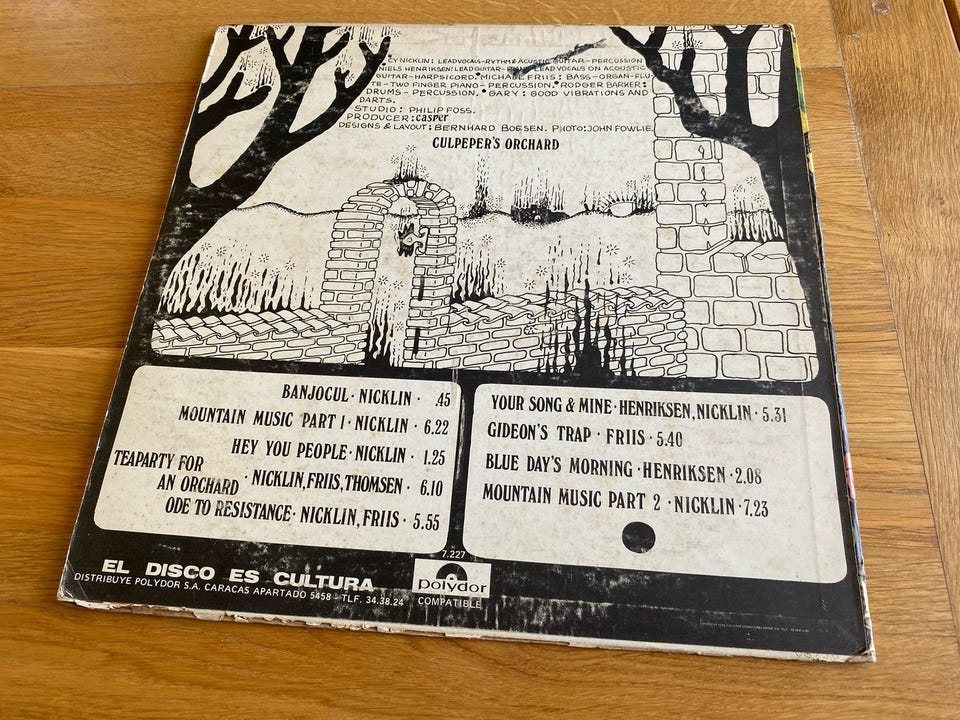 CY NICKLIN: LEAD VOCALS-RYTHM & ACUSTIC GUITAR-PERCUSSION
NIELS HENRIKSEN: LEAD GUITAR- LEAD VOCALS ON ACOUSTIC
GUITAR-HARPSICORD. MICHAEL FRIIS: BASS-ORGAN-FLU-
TE-TWO FINGER PIANO-PERCUSSION. RODGER BARKER:
DRUMS-PERCUSSION. GARY: GOOD VIBRATIONS AND
DARTS.
STUDIO: PHILIP FOSS.
PRODUCER: casper
DESIGNS & LAYOUT: BERNHARD BOESEN. PHOTO: JOHN FOWLIE.
CULPEPER'S ORCHARD
BANJOCUL · NICKLIN · .45
MOUNTAIN MUSIC PART 1 · NICKLIN · 6.22
HEY YOU PEOPLE · NICKLIN · 1.25
TEAPARTY FOR
AN ORCHARD · NICKLIN, FRIIS, THOMSEN · 6.10
ODE TO RESISTANCE · NICKLIN, FRIIS · 5.55
YOUR SONG & MINE · HENRIKSEN, NICKLIN · 5.31
GIDEON'S TRAP · FRIIS · 5.40
BLUE DAY'S MORNING · HENRIKSEN · 2.08
MOUNTAIN MUSIC PART 2 · NICKLIN · 7.23
7.227
EL DISCO ES CULTURA
DISTRIBUYE POLYDOR S.A. CARACAS APARTADO 5458 - TLF. 34.38.24
polydor
COMPATIBLE